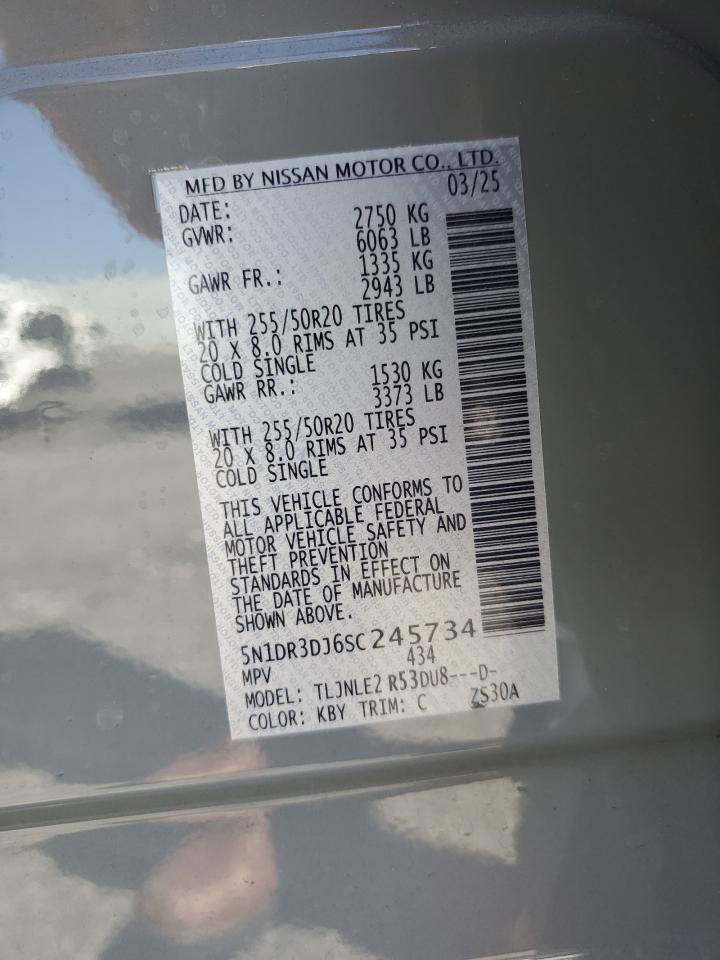 MFD BY NISSAN MOTOR CO., LTD.
DATE: 03/25
GVWR: 2750 KG
6063 LB
GAWR FR.: 1335 KG
2943 LB
WITH 255/50R20 TIRES
20 X 8.0 RIMS AT 35 PSI
COLD SINGLE
GAWR RR.: 1530 KG
3373 LB
WITH 255/50R20 TIRES
20 X 8.0 RIMS AT 35 PSI
COLD SINGLE
THIS VEHICLE CONFORMS TO
ALL APPLICABLE FEDERAL
MOTOR VEHICLE SAFETY AND
THEFT PREVENTION
STANDARDS IN EFFECT ON
THE DATE OF MANUFACTURE
SHOWN ABOVE.
5N1DR3DJ6SC245734
MPV 434
MODEL: TLJNLE2 R53DU8---D-
COLOR: KBY TRIM: C ZS30A